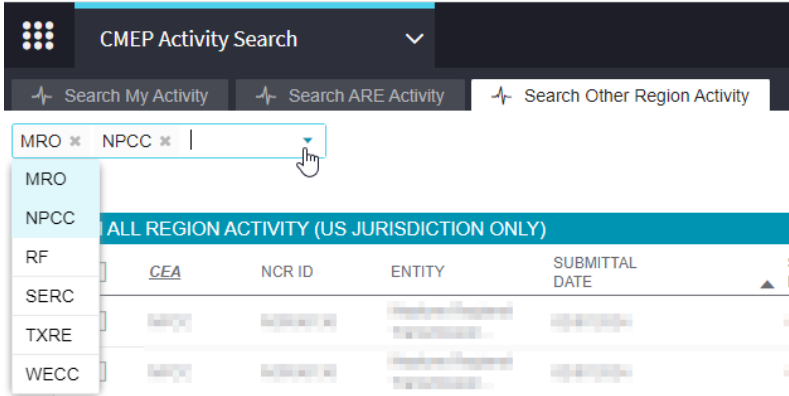 CMEP Activity Search
Search My Activity Search ARE Activity Search Other Region Activity
MRO NPCC
MRO
NPCC
ALL REGION ACTIVITY (US JURISDICTION ONLY)
RF
CEA NCR ID ENTITY SUBMITTAL DATE
SERC
TXRE
WECC